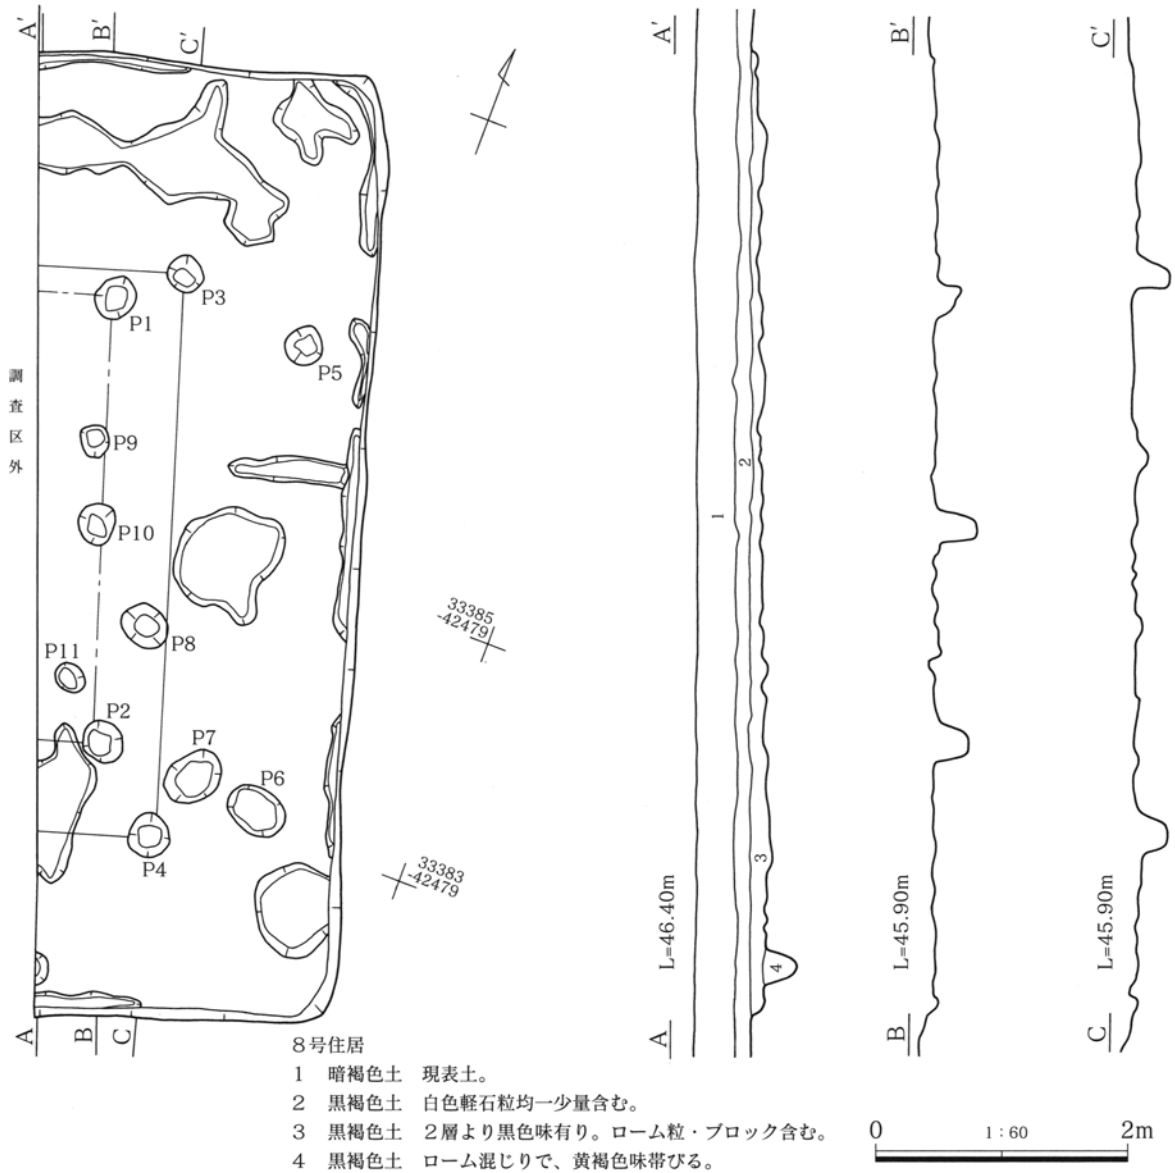 A'
B'
C'
P3
P1
P5
調査区外
P9
P10
P8
P11
P2
P7
P6
P4
A
B
C
33385
-42479
33383
-42479
A'
1
2
3
4
L=46.40m
A
B'
L=45.90m
B
C'
L=45.90m
C
8号住居
1 暗褐色土 現表土。
2 黒褐色土 白色軽石粒均一少量含む。
3 黒褐色土 2層より黒色味有り。ローム粒・ブロック含む。
4 黒褐色土 ローム混じりで、黄褐色味帯びる。
0 1:60 2m